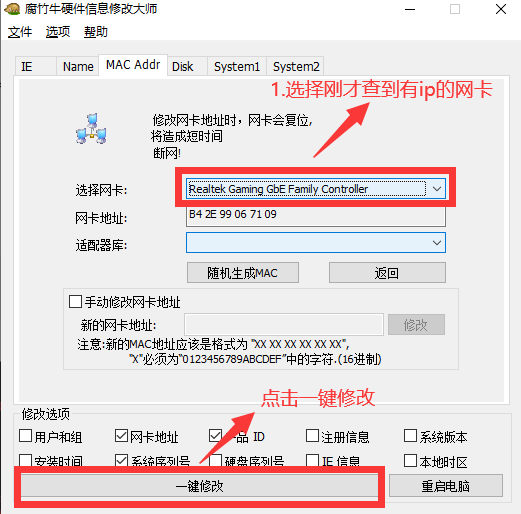 腐竹牛硬件信息修改大师
文件 选项 帮助
IE Name MAC Addr Disk System1 System2
1.选择刚才查到有ip的网卡
修改网卡地址时，网卡会复位,
将造成短时间
断网!
选择网卡: Realtek Gaming GbE Family Controller
网卡地址: B4 2E 99 06 71 09
适配器库:
随机生成MAC 返回
手动修改网卡地址
新的网卡地址: 修改
注意:新的MAC地址应该是格式为 "XX XX XX XX XX XX",
"X"必须为"0123456789ABCDEF"中的字符.(16进制)
点击一键修改
修改选项
用户和组 网卡地址 品 ID 注册信息 系统版本
安装时间 系统序列号 硬盘序列号 IE 信息 本地时区
一键修改 重启电脑